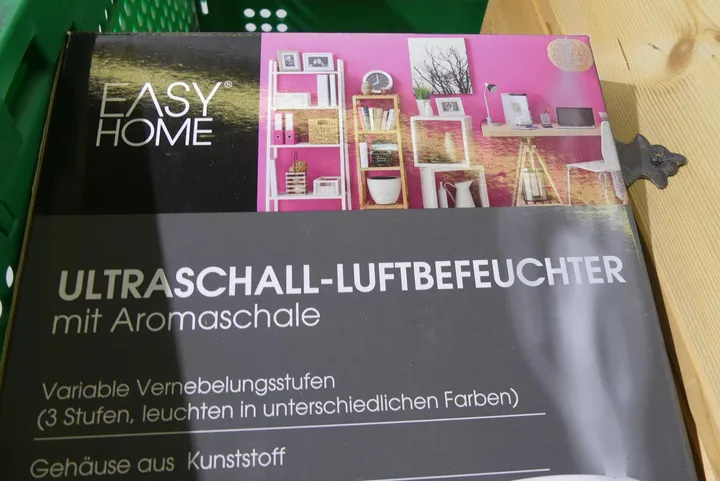 EASY®
HOME
ULTRASCHALL-LUFTBEFEUCHTER
mit Aromaschale
Variable Vernebelungsstufen
(3 Stufen, leuchten in unterschiedlichen Farben)
Gehäuse aus Kunststoff